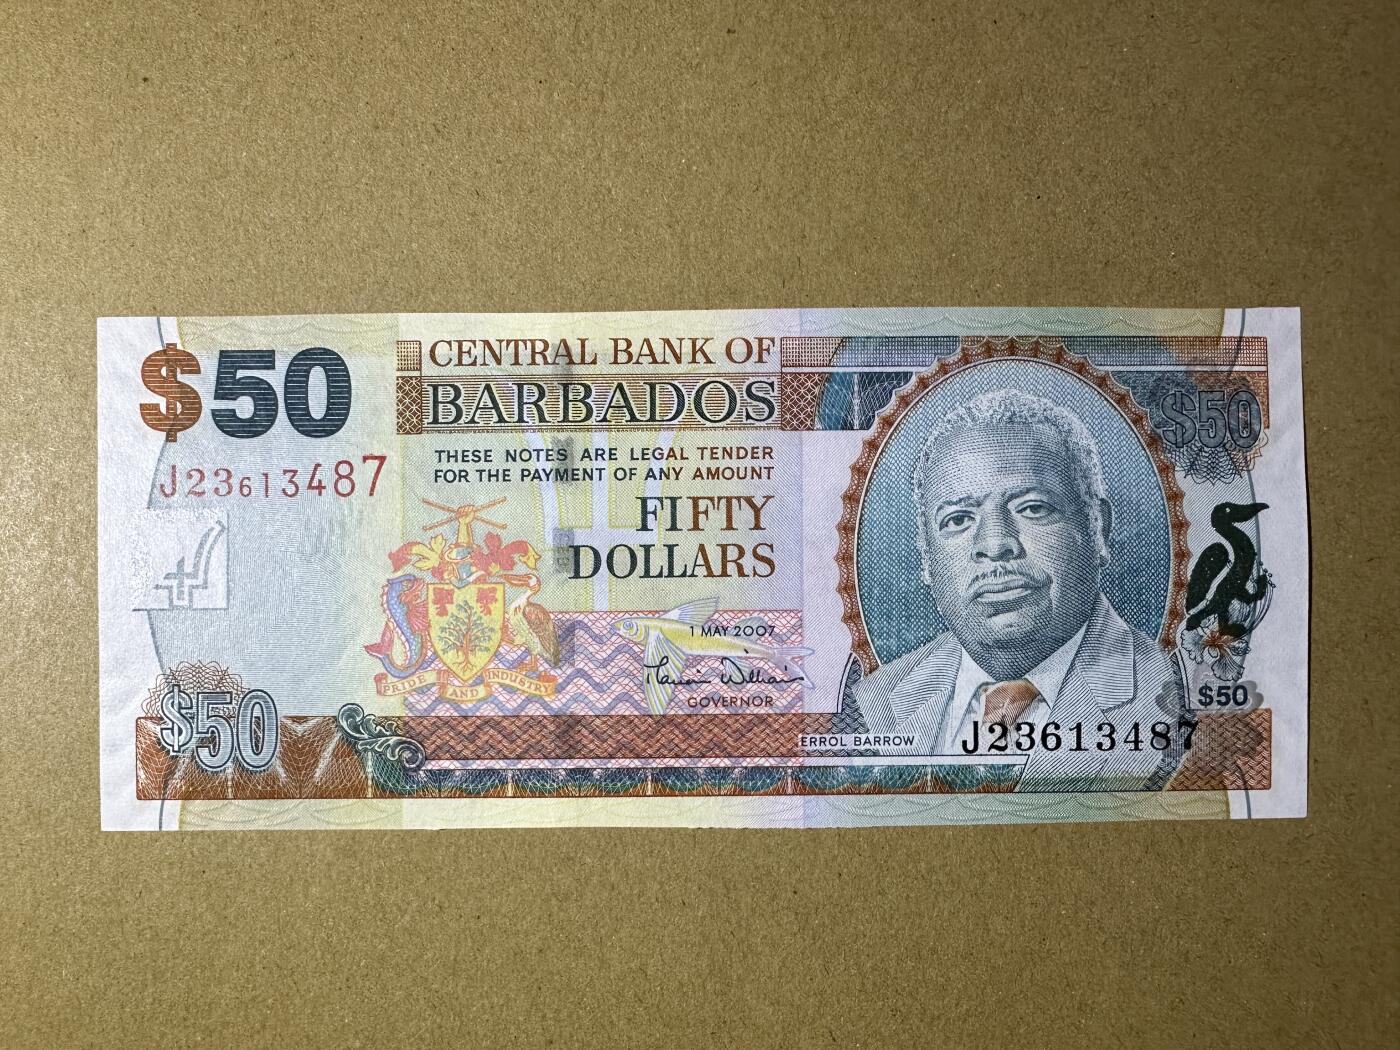 $50
CENTRAL BANK OF
BARBADOS
$50
THESE NOTES ARE LEGAL TENDER
FOR THE PAYMENT OF ANY AMOUNT
J23613487
FIFTY
DOLLARS
1 MAY 2007
PRIDE AND INDUSTRY
GOVERNOR
$50
$50
ERROL BARROW
J23613487